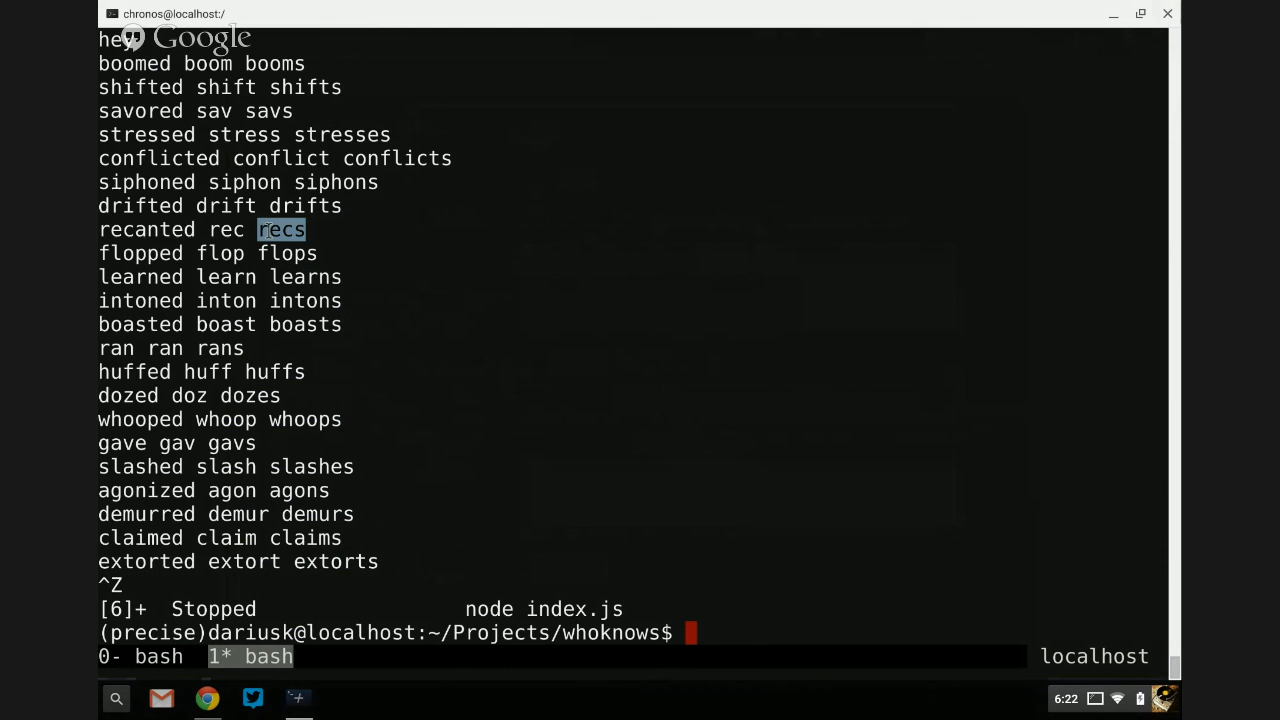 chronos@localhost:/
hey
Google
boomed boom booms
shifted shift shifts
savored sav savs
stressed stress stresses
conflicted conflict conflicts
siphoned siphon siphons
drifted drift drifts
recanted rec recs
flopped flop flops
learned learn learns
intoned inton intons
boasted boast boasts
ran ran rans
huffed huff huffs
dozed doz dozes
whooped whoop whoops
gave gav gavs
slashed slash slashes
agonized agon agons
demurred demur demurs
claimed claim claims
extorted extort extorts
^Z
[6]+  Stopped                 node index.js
(precise)dariusk@localhost:~/Projects/whoknows$
0- bash  1* bash localhost
6:22